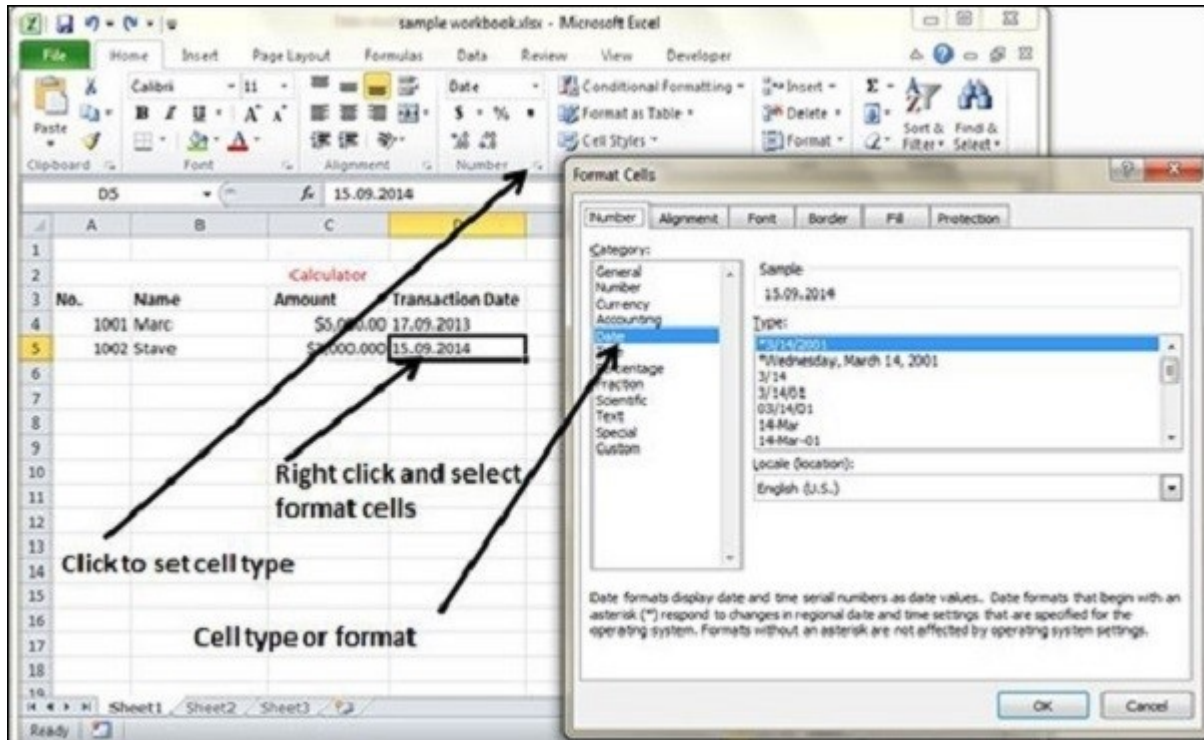 sample workbook.xlsx - Microsoft Excel
File Home Insert Page Layout Formulas Data Review View Developer
Calibri 11 Date Conditional Formatting Insert Σ
Paste B I U A A $ % Format as Table Delete Sort & Find &
A Cell Styles Format Filter Select
Clipboard Font Alignment Number
D5 fx 15.09.2014
A B C D
1
2 Calculator
3 No. Name Amount Transaction Date
4 1001 Marc 17.09.2013
5 1002 Stave 15.09.2014
6
7
8
9
10
11
12
13
14
15
16
17
18
19
Right click and select
format cells
Click to set cell type
Cell type or format
Sheet1 Sheet2 Sheet3
Ready
Format Cells
Number Alignment Font Border Fill Protection
Category:
General
Number
Currency
Accounting
Date
Percentage
Fraction
Scientific
Text
Special
Custom
Sample
15.09.2014
Type:
*3/14/2001
*Wednesday, March 14, 2001
3/14
3/14/01
03/14/01
14-Mar
14-Mar-01
Locale (location):
English (U.S.)
Date formats display date and time serial numbers as date values. Date formats that begin with an
asterisk (*) respond to changes in regional date and time settings that are specified for the
operating system. Formats without an asterisk are not affected by operating system settings.
OK Cancel